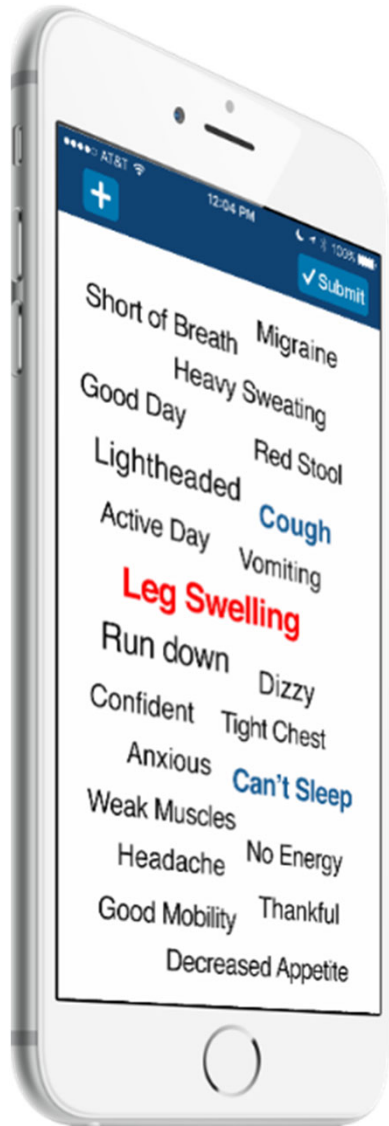 AT&T 12:04 PM 100%
+ ✓ Submit
Short of Breath Migraine
Heavy Sweating
Good Day
Red Stool
Lightheaded
Cough
Active Day
Vomiting
Leg Swelling
Run down
Dizzy
Confident
Tight Chest
Anxious
Can't Sleep
Weak Muscles
No Energy
Headache
Good Mobility
Thankful
Decreased Appetite